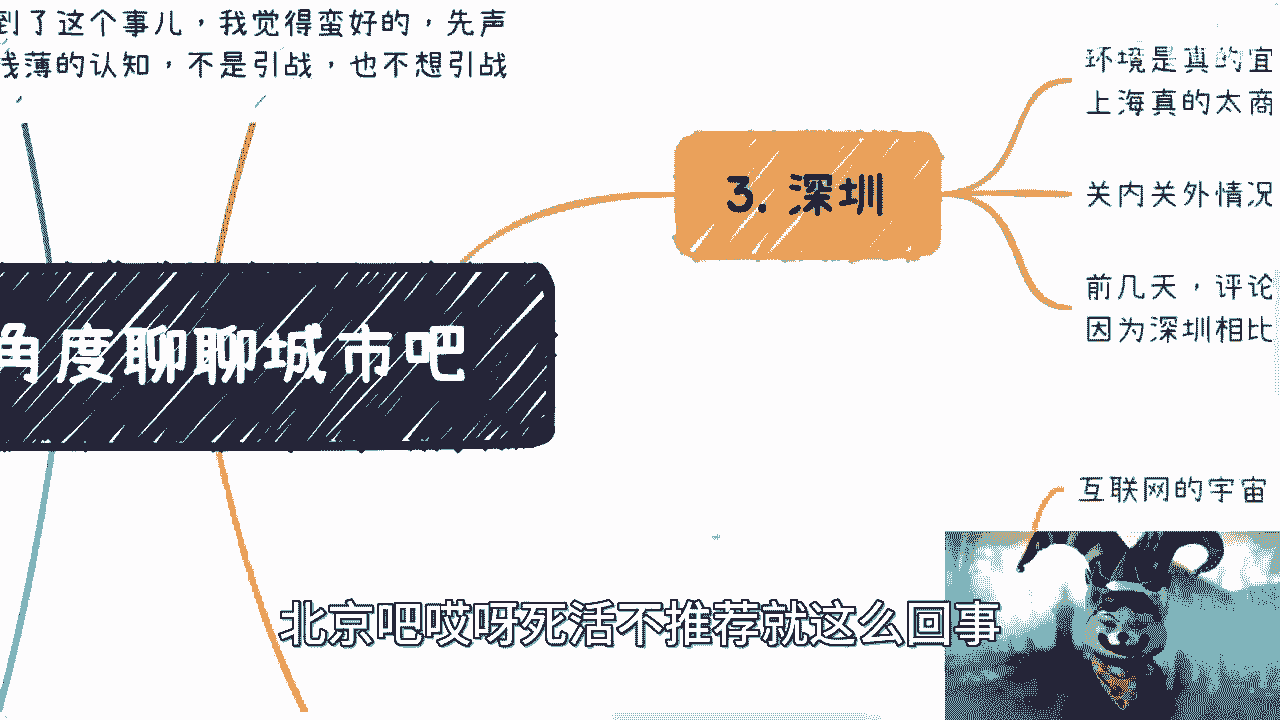 到了这个事儿，我觉得蛮好的，先声
浅薄的认知，不是引战，也不想引战
环境是真的宜
上海真的太商
3. 深圳
关内关外情况
前几天，评论
因为深圳相比
角度聊聊城市吧
互联网的宇宙
北京吧哎呀死活不推荐就这么回事